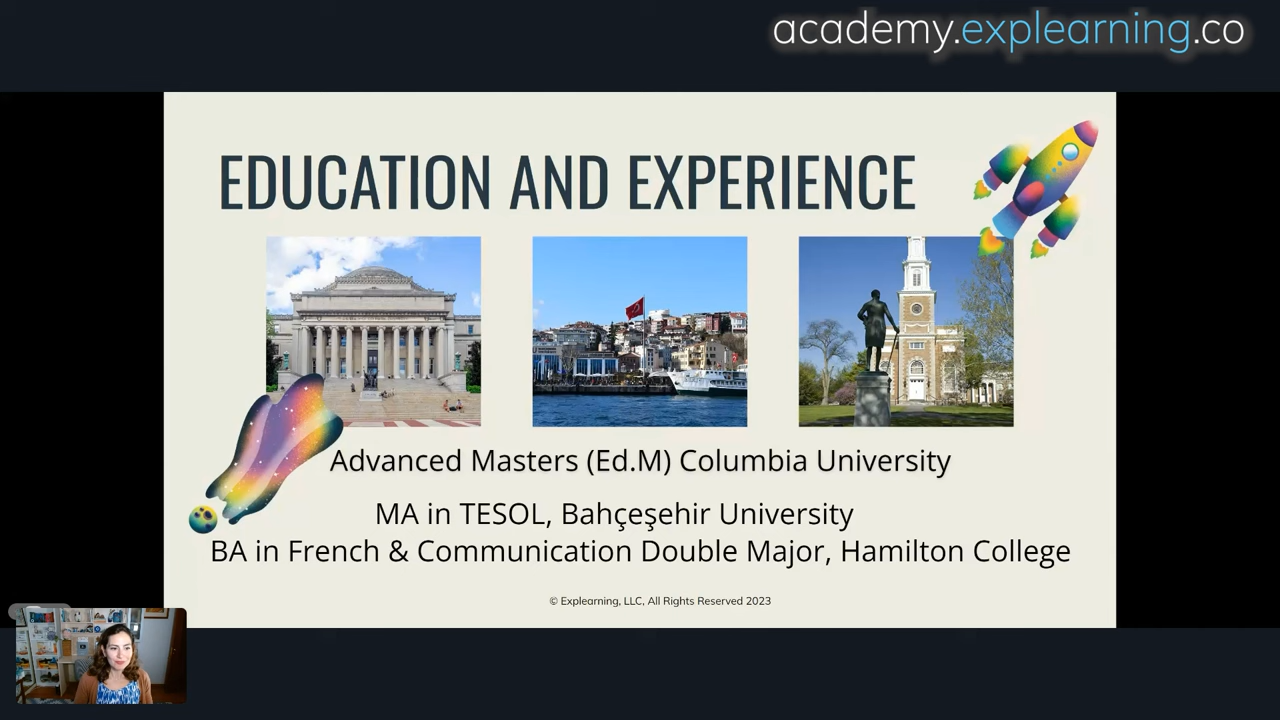 academy.explearning.co
EDUCATION AND EXPERIENCE
Advanced Masters (Ed.M) Columbia University
MA in TESOL, Bahçeşehir University
BA in French & Communication Double Major, Hamilton College
© Explearning, LLC, All Rights Reserved 2023